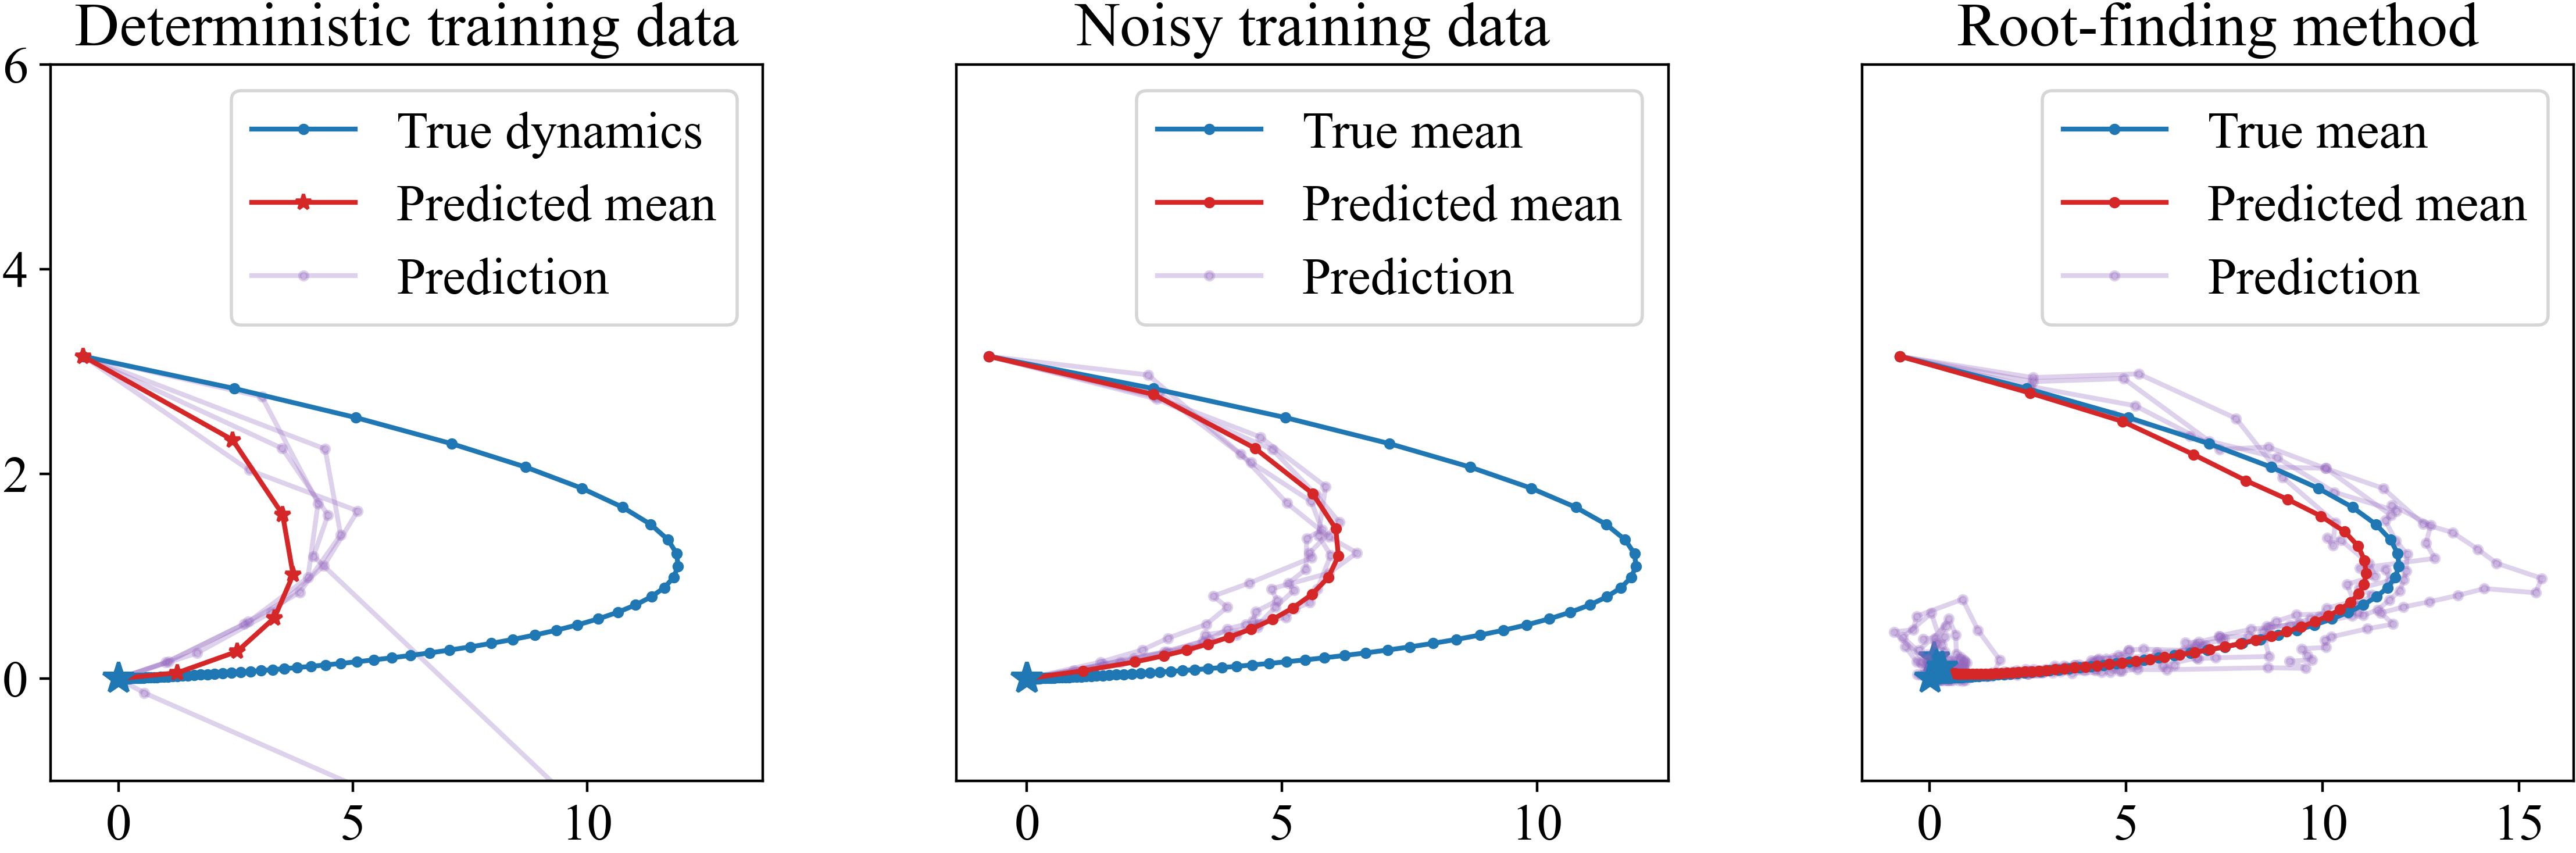 Deterministic training data
6
4
2
0
True dynamics
Predicted mean
Prediction
0 5 10
Noisy training data
True mean
Predicted mean
Prediction
0 5 10
Root-finding method
True mean
Predicted mean
Prediction
0 5 10 15